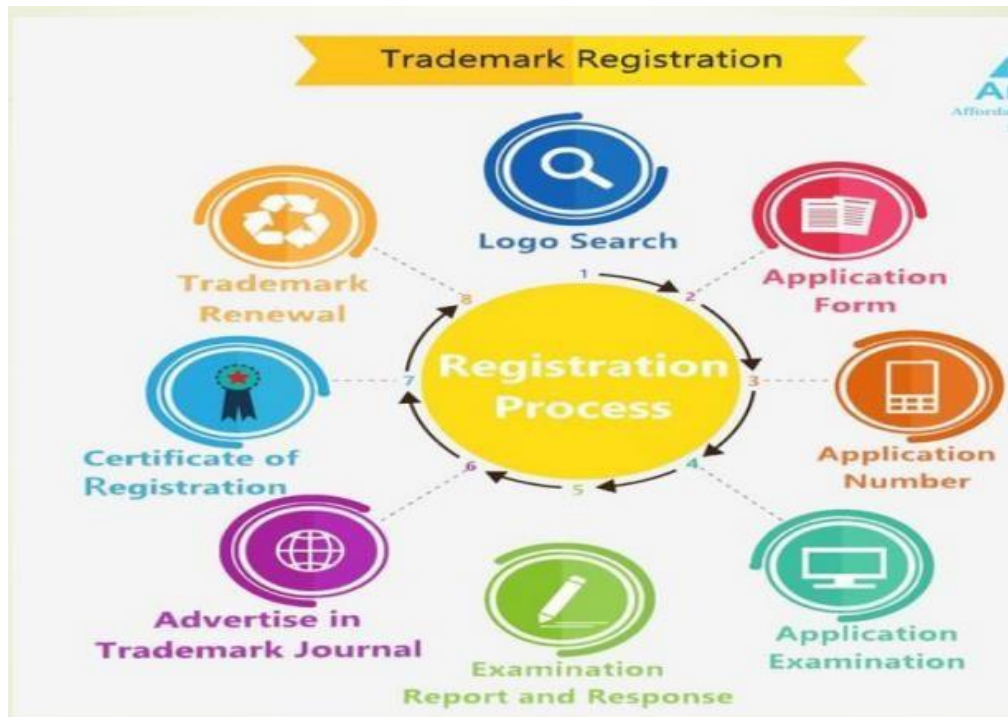 Trademark Registration
Logo Search
Application
Form
Application
Number
Application
Examination
Examination
Report and Response
Advertise in
Trademark Journal
Certificate of
Registration
Trademark
Renewal
1
2
3
4
5
6
7
8
Registration
Process